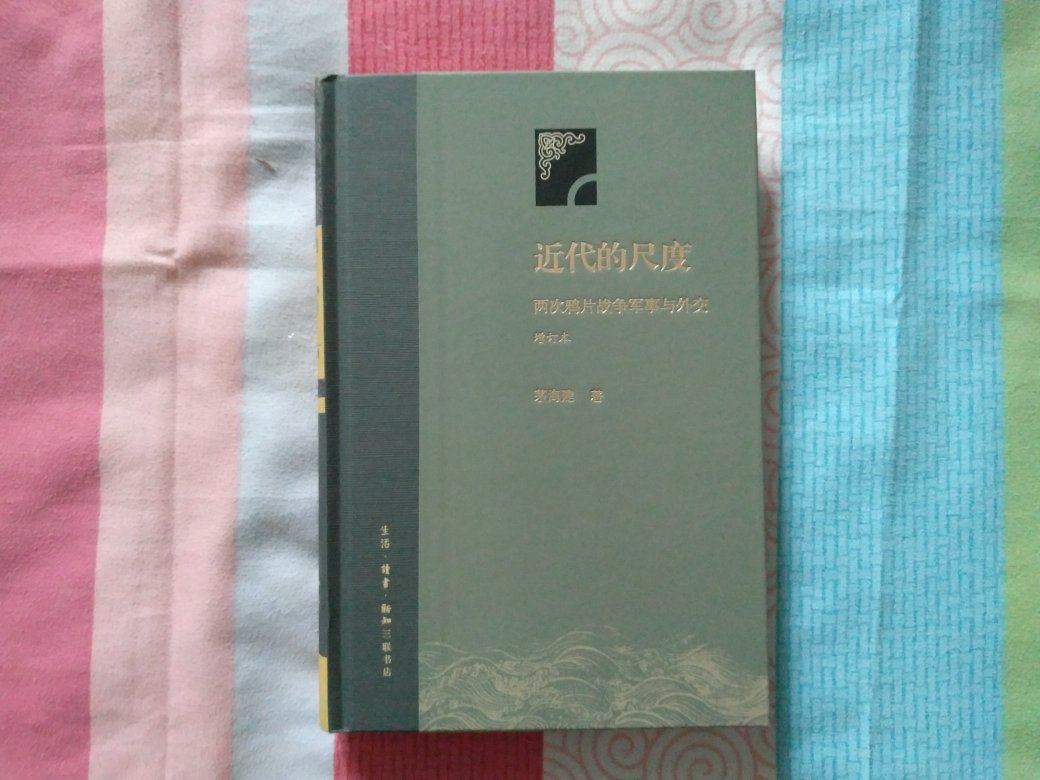 近代的尺度
两次鸦片战争军事与外交
增订本
茅海建 著
生活·讀書·新知三联书店